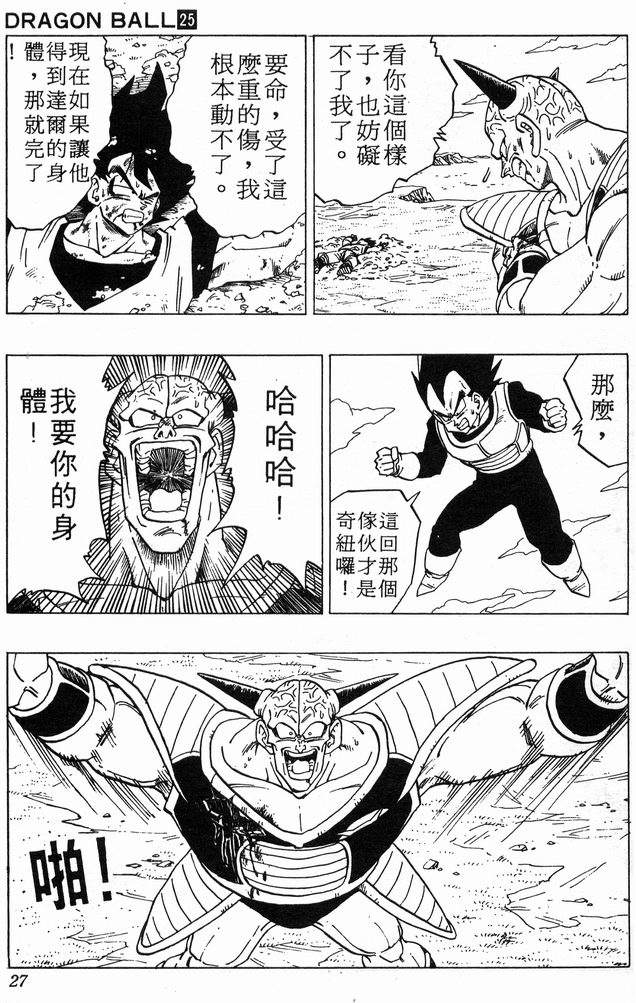 DRAGON BALL 25
看你這個樣
子，也妨礙
不了我了。
要命，受了這
麼重的傷，我
根本動不了。
現在如果讓他
得到達爾的身
體，那就完了
！
那麼，
這回那個
傢伙才是
奇紐囉！
哈哈哈！
我要你的身
體！
啪！
27